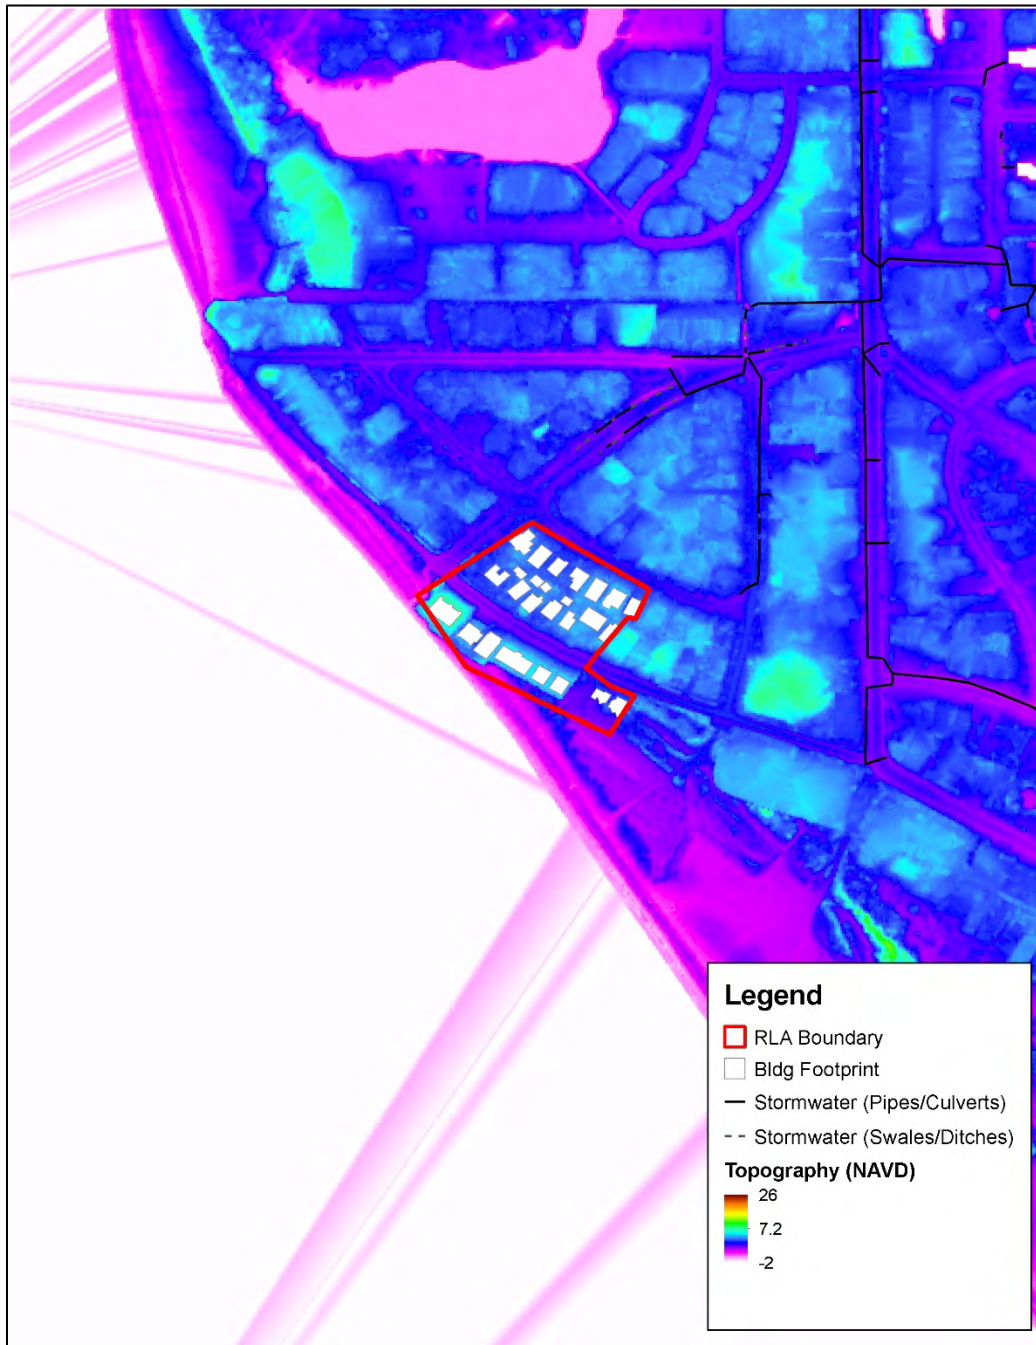 Legend
RLA Boundary
Bldg Footprint
Stormwater (Pipes/Culverts)
Stormwater (Swales/Ditches)
Topography (NAVD)
26
7.2
-2